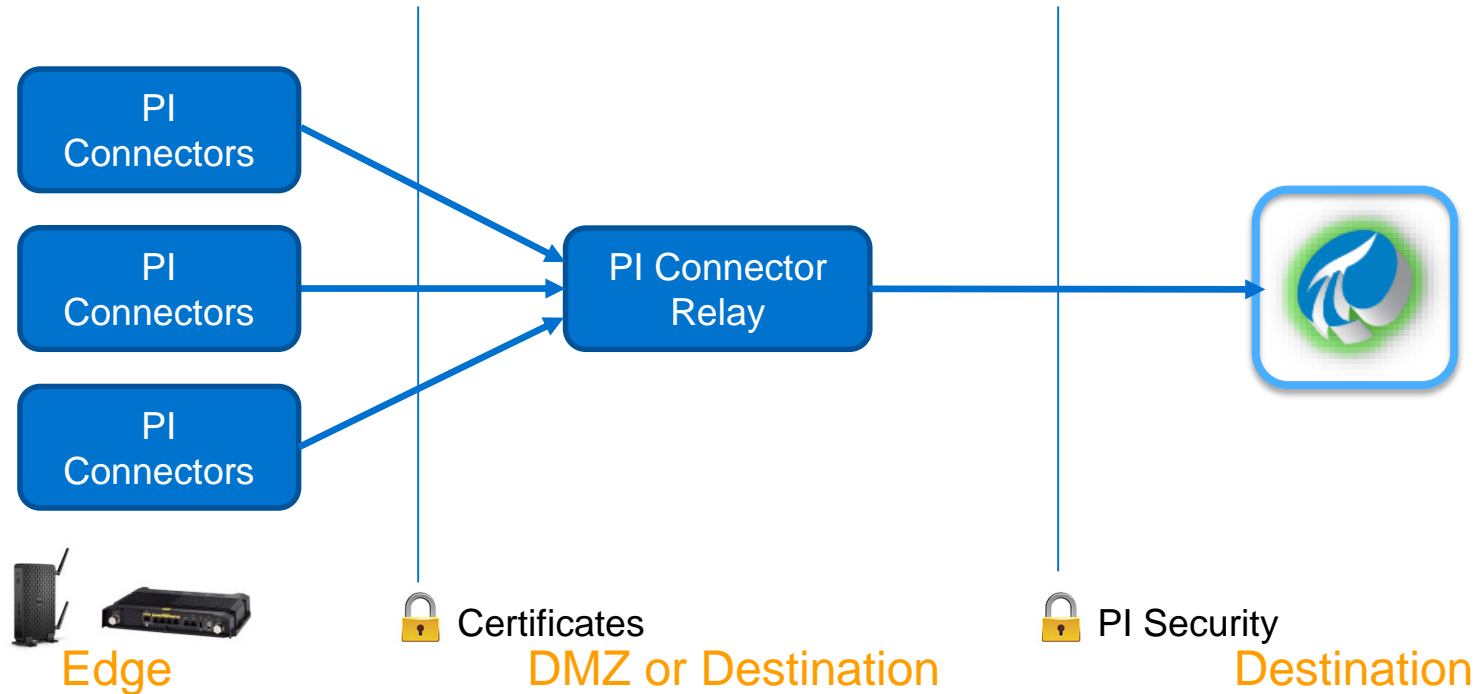 PI
Connectors
PI
Connectors
PI Connector
Relay
PI
Connectors
Certificates
PI Security
Edge
DMZ or Destination
Destination